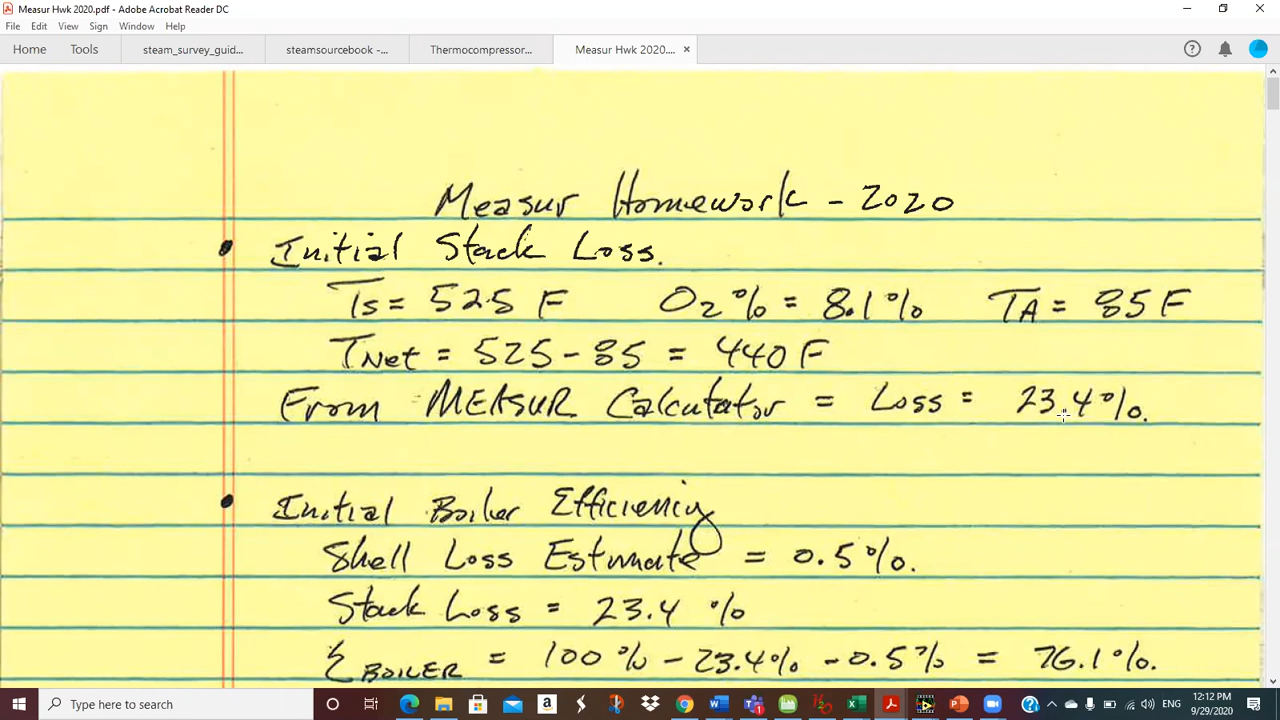 Measur Hwk 2020.pdf - Adobe Acrobat Reader DC
File Edit View Sign Window Help
Home Tools steam_survey_guid... steamsourcebook -... Thermocompressor... Measur Hwk 2020.... ×
Measur Homework - 2020
• Initial Stack Loss.
Ts = 525 F O2 % = 8.1% TA = 85 F
TNet = 525 - 85 = 440 F
From MEASUR Calcutator = Loss = 23.4%.
• Initial Boiler Efficiency
Shell Loss Estmate = 0.5%.
Stack Loss = 23.4 %
ξ BOILER = 100% - 23.4% - 0.5% = 76.1%.
Type here to search
ENG
12:12 PM
9/29/2020